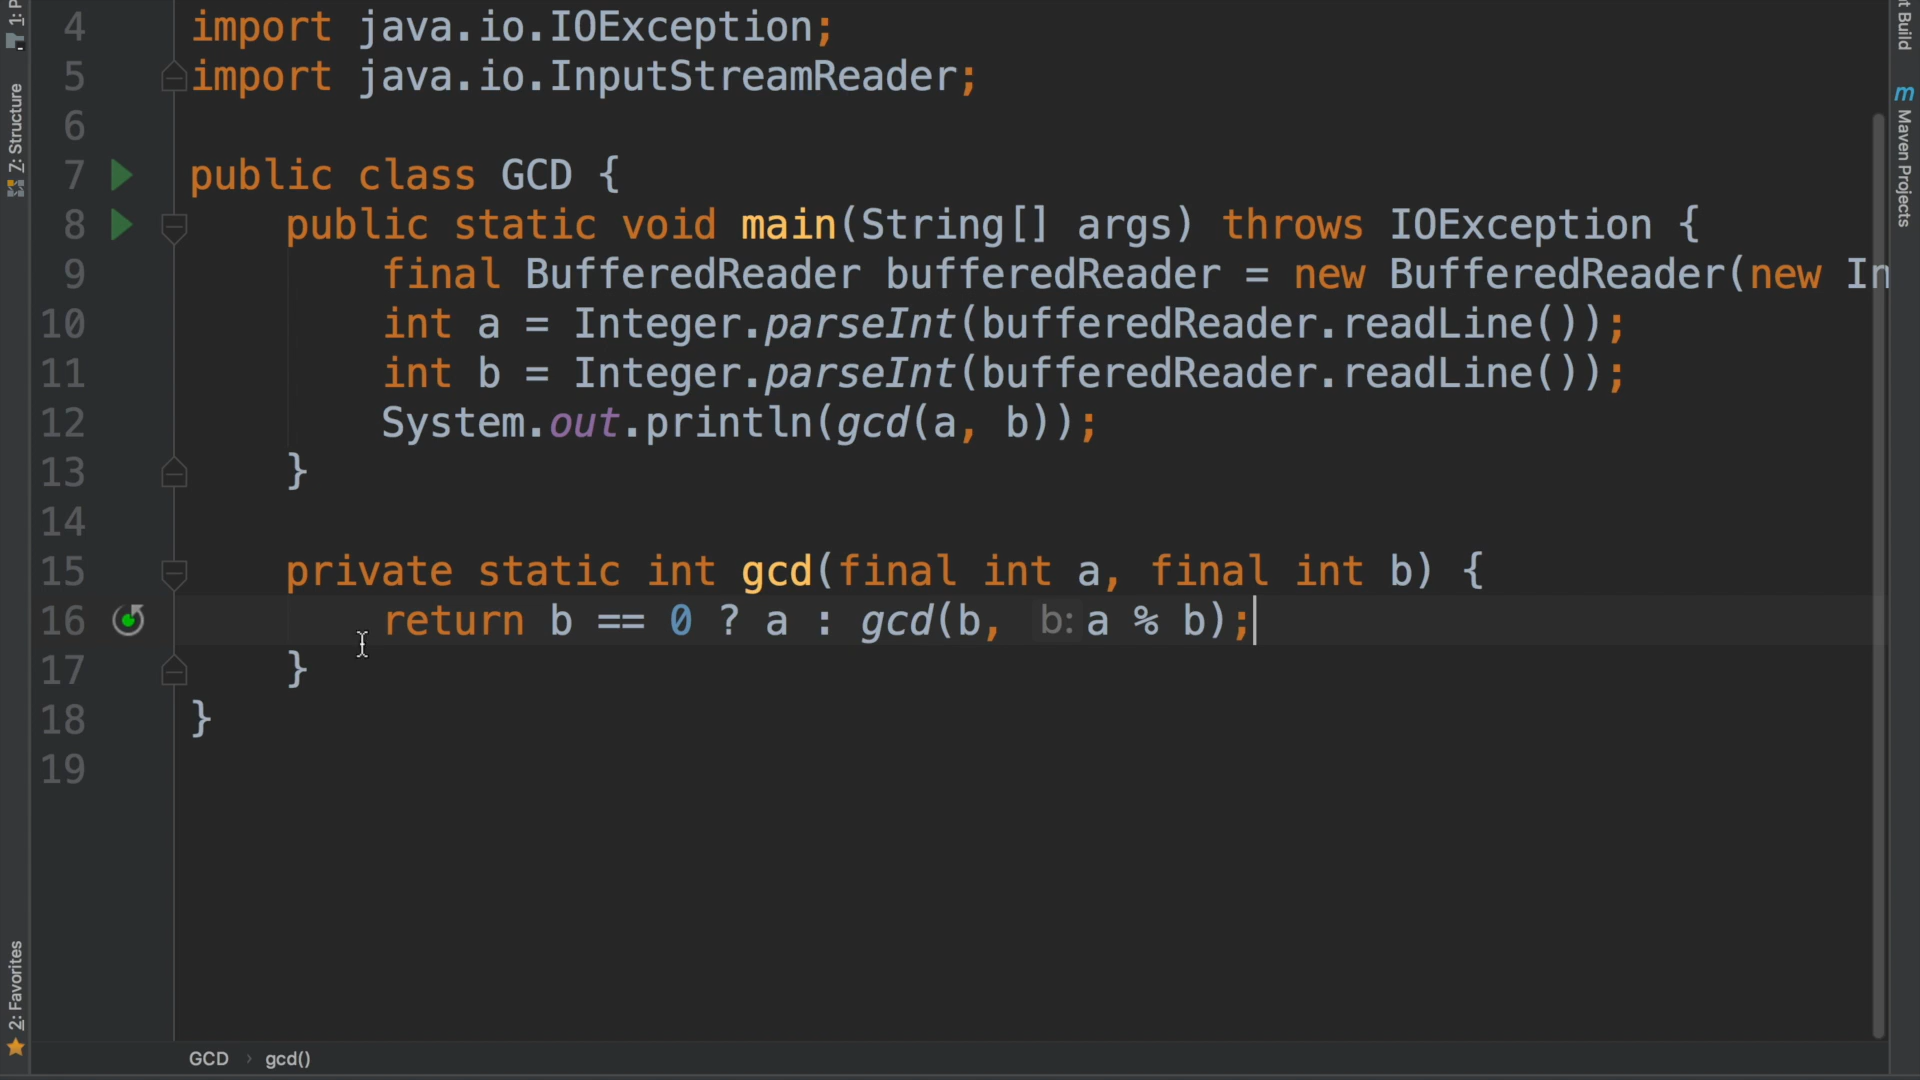 4 import java.io.IOException;
5 import java.io.InputStreamReader;
6
7 public class GCD {
8 public static void main(String[] args) throws IOException {
9 final BufferedReader bufferedReader = new BufferedReader(new In
10 int a = Integer.parseInt(bufferedReader.readLine());
11 int b = Integer.parseInt(bufferedReader.readLine());
12 System.out.println(gcd(a, b));
13 }
14
15 private static int gcd(final int a, final int b) {
16 return b == 0 ? a : gcd(b, b: a % b);
17 }
18 }
19
GCD › gcd()
1: P
Z: Structure
2: Favorites
t Build
m Maven Projects